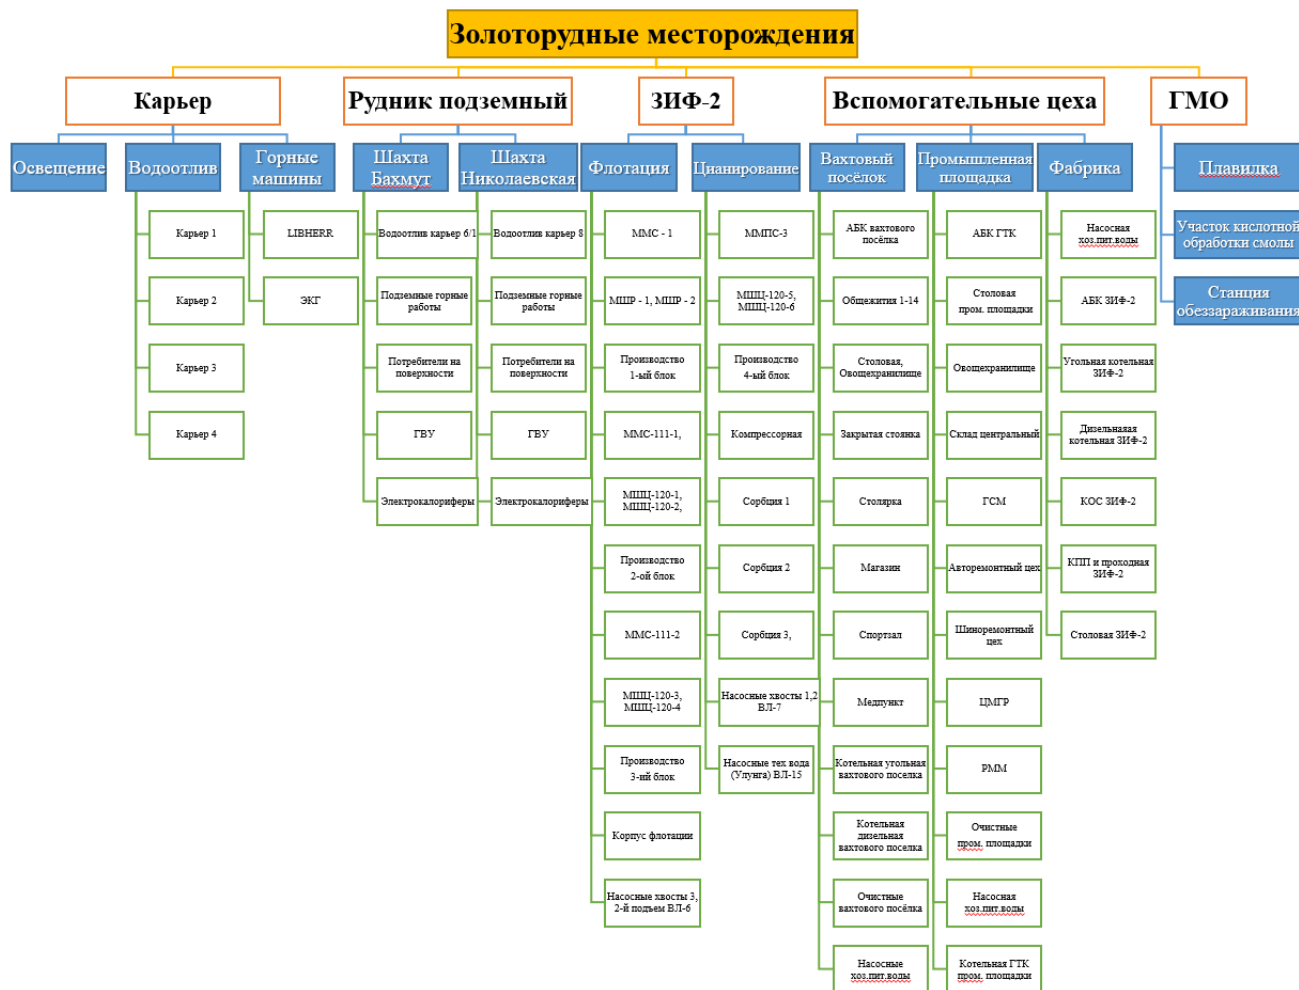 Золоторудные месторождения
Карьер
Рудник подземный
ЗИФ-2
Вспомогательные цеха
ГМО
Освещение
Водоотлив
Горные
машины
Шахта
Бахмут
Шахта
Николаевская
Флотация
Цианирование
Вахтовый
посёлок
Промышленная
площадка
Фабрика
Плавилка
Участок кислотной
обработки смолы
Станция
обеззараживания
Карьер 1
Карьер 2
Карьер 3
Карьер 4
LIBHERR
ЭКГ
Водоотлив карьер 6/1
Подземные горные
работы
Потребители на
поверхности
ГВУ
Электрокалориферы
Водоотлив карьер 8
Подземные горные
работы
Потребители на
поверхности
ГВУ
Электрокалориферы
ММС - 1
МШР - 1, МШР - 2
Производство
1-ый блок
ММС-111-1,
МШЦ-120-1,
МШЦ-120-2,
Производство
2-ой блок
ММС-111-2
МШЦ-120-3,
МШЦ-120-4
Производство
3-ий блок
Корпус флотации
Насосные хвосты 3,
2-й подъем ВЛ-6
ММПС-3
МШЦ-120-5,
МШЦ-120-6
Производство
4-ый блок
Компрессорная
Сорбция 1
Сорбция 2
Сорбция 3,
Насосные хвосты 1,2
ВЛ-7
Насосные тех вода
(Улунга) ВЛ-15
АБК вахтового
посёлка
Общежития 1-14
Столовая,
Овощехранилище
Закрытая стоянка
Столярка
Магазин
Спортзал
Медпункт
Котельная угольная
вахтового поселка
Котельная
дизельная
вахтового поселка
Очистные
вахтового посёлка
Насосные
хоз.пит.воды
АБК ГТК
Столовая
пром. площадки
Овощехранилище
Склад центральный
ГСМ
Авторемонтный цех
Шиноремонтный
цех
ЦМГР
РММ
Очистные
пром. площадки
Насосная
хоз.пит.воды
Котельная ГТК
пром. площадки
Насосная
хоз.пит.воды
АБК ЗИФ-2
Угольная котельная
ЗИФ-2
Дизельнаяая
котельная ЗИФ-2
КОС ЗИФ-2
КПП и проходная
ЗИФ-2
Столовая ЗИФ-2